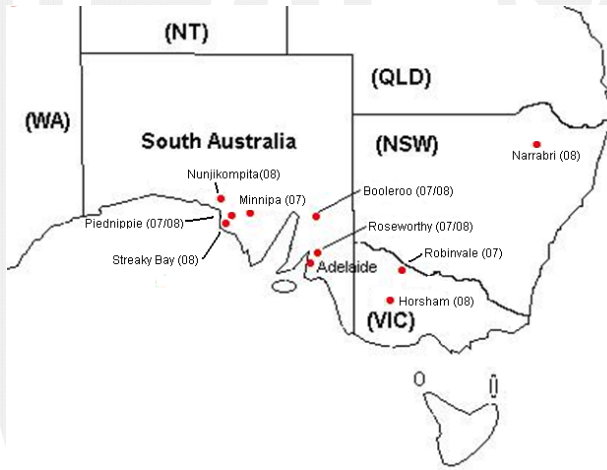 (NT)
(QLD)
(WA)
South Australia
(NSW)
Narrabri (08)
Nunjikompita(08)
Minnipa (07)
Booleroo (07/08)
Piednippie (07/08)
Roseworthy (07/08)
Streaky Bay (08)
Robinvale (07)
Adelaide
Horsham (08)
(VIC)